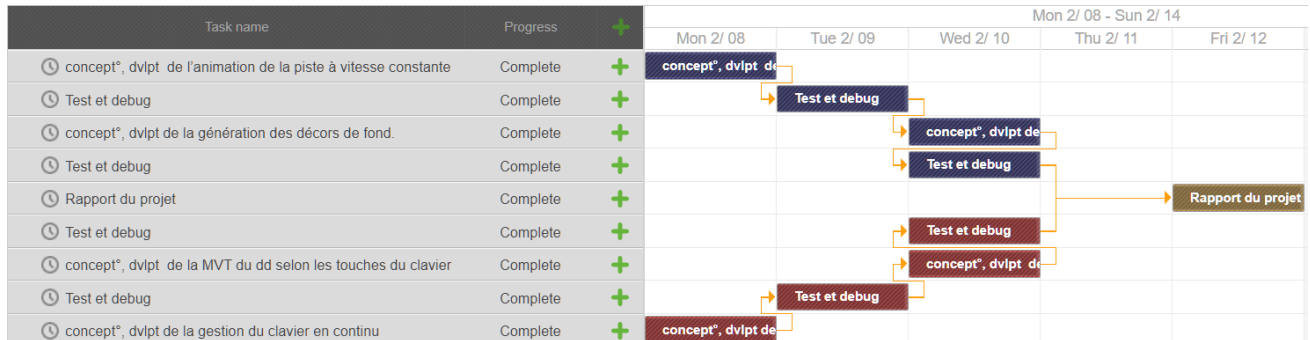 Mon 2/ 08 - Sun 2/ 14
Task name Progress
Mon 2/ 08 Tue 2/ 09 Wed 2/ 10 Thu 2/ 11 Fri 2/ 12
concept°, dvlpt  de l'animation de la piste à vitesse constante Complete concept°, dvlpt  de
Test et debug Complete Test et debug
concept°, dvlpt de la génération des décors de fond. Complete concept°, dvlpt de
Test et debug Complete Test et debug
Rapport du projet Complete Rapport du projet
Test et debug Complete Test et debug
concept°, dvlpt  de la MVT du dd selon les touches du clavier Complete concept°, dvlpt  de
Test et debug Complete Test et debug
concept°, dvlpt de la gestion du clavier en continu Complete concept°, dvlpt de